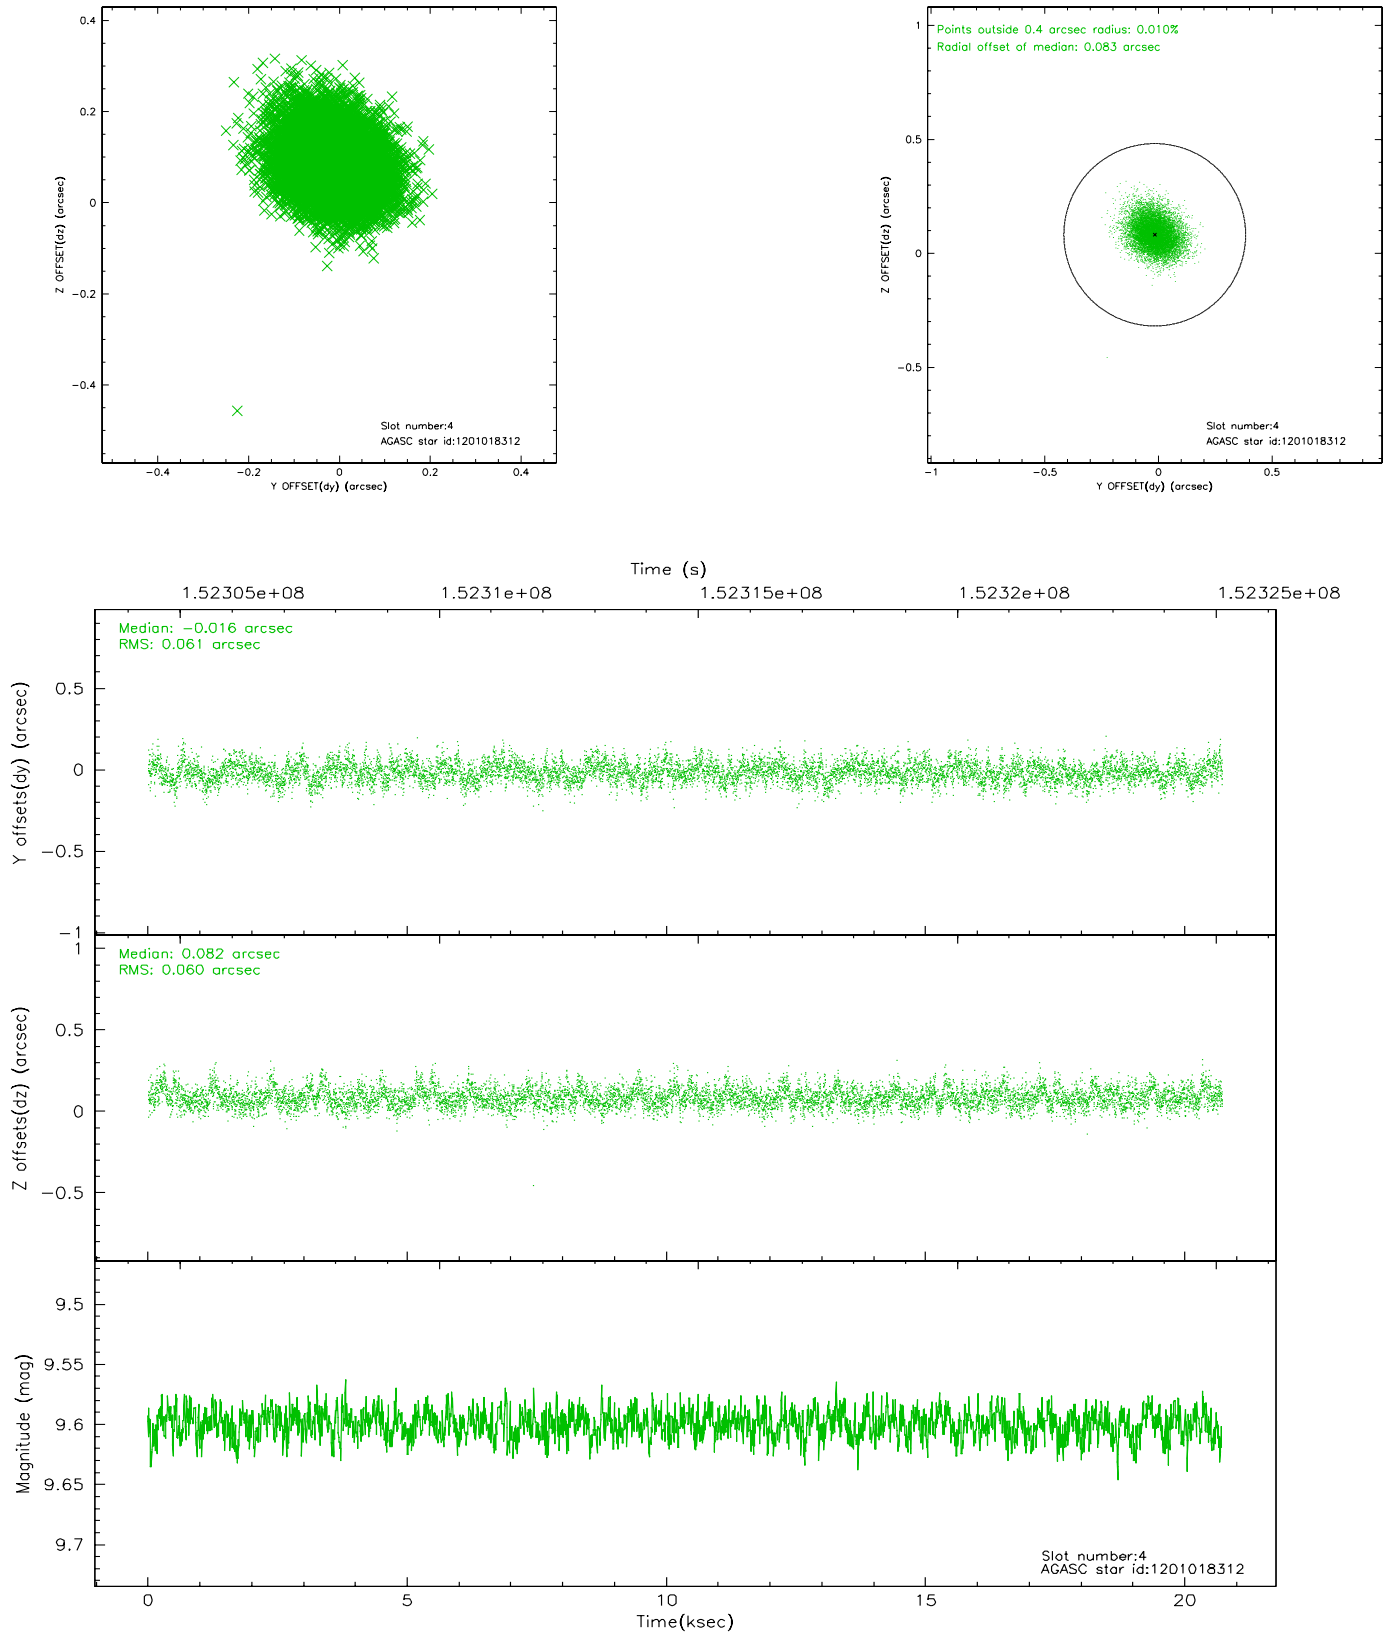 0.4
0.2
0
-0.2
-0.4
Z OFFSET(dz) (arcsec)
Slot number:4
AGASC star id:1201018312
-0.4 -0.2 0 0.2 0.4
Y OFFSET(dy) (arcsec)
Points outside 0.4 arcsec radius: 0.010%
Radial offset of median: 0.083 arcsec
1
0.5
0
-0.5
Z OFFSET(dz) (arcsec)
Slot number:4
AGASC star id:1201018312
-1 -0.5 0 0.5
Y OFFSET(dy) (arcsec)
Time (s)
1.52305e+08 1.5231e+08 1.52315e+08 1.5232e+08 1.52325e+08
Median: -0.016 arcsec
RMS: 0.061 arcsec
0.5
0
-0.5
-1
Y offsets(dy) (arcsec)
Median: 0.082 arcsec
RMS: 0.060 arcsec
1
0.5
0
-0.5
Z offsets(dz) (arcsec)
9.5
9.55
9.6
9.65
9.7
Magnitude (mag)
Slot number:4
AGASC star id:1201018312
0 5 10 15 20
Time(ksec)